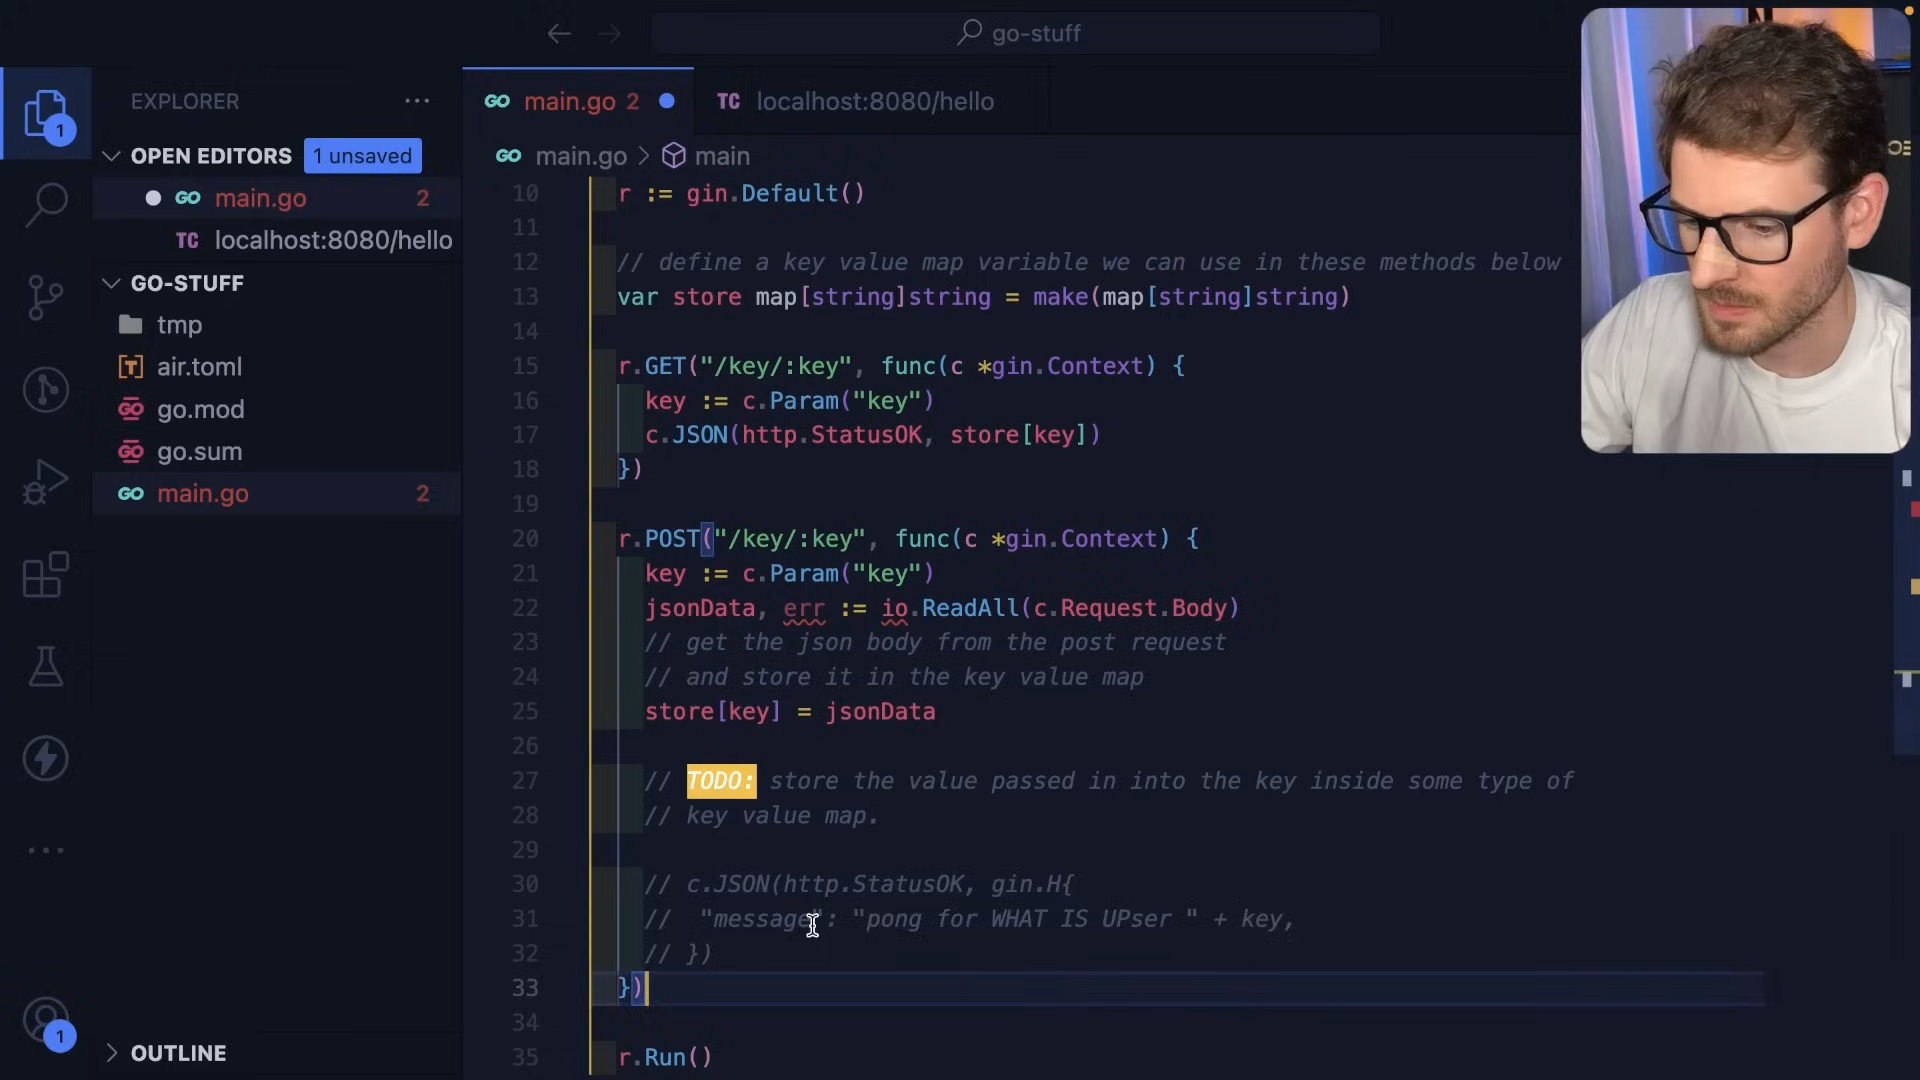 go-stuff
EXPLORER
OPEN EDITORS 1 unsaved
main.go 2
TC localhost:8080/hello
GO-STUFF
tmp
air.toml
go.mod
go.sum
main.go 2
OUTLINE
1
1
main.go 2
TC localhost:8080/hello
main.go > main
10 r := gin.Default()
11
12 // define a key value map variable we can use in these methods below
13 var store map[string]string = make(map[string]string)
14
15 r.GET("/key/:key", func(c *gin.Context) {
16 key := c.Param("key")
17 c.JSON(http.StatusOK, store[key])
18 })
19
20 r.POST("/key/:key", func(c *gin.Context) {
21 key := c.Param("key")
22 jsonData, err := io.ReadAll(c.Request.Body)
23 // get the json body from the post request
24 // and store it in the key value map
25 store[key] = jsonData
26
27 // TODO: store the value passed in into the key inside some type of
28 // key value map.
29
30 // c.JSON(http.StatusOK, gin.H{
31 // "message": "pong for WHAT IS UPser " + key,
32 // })
33 })
34
35 r.Run()